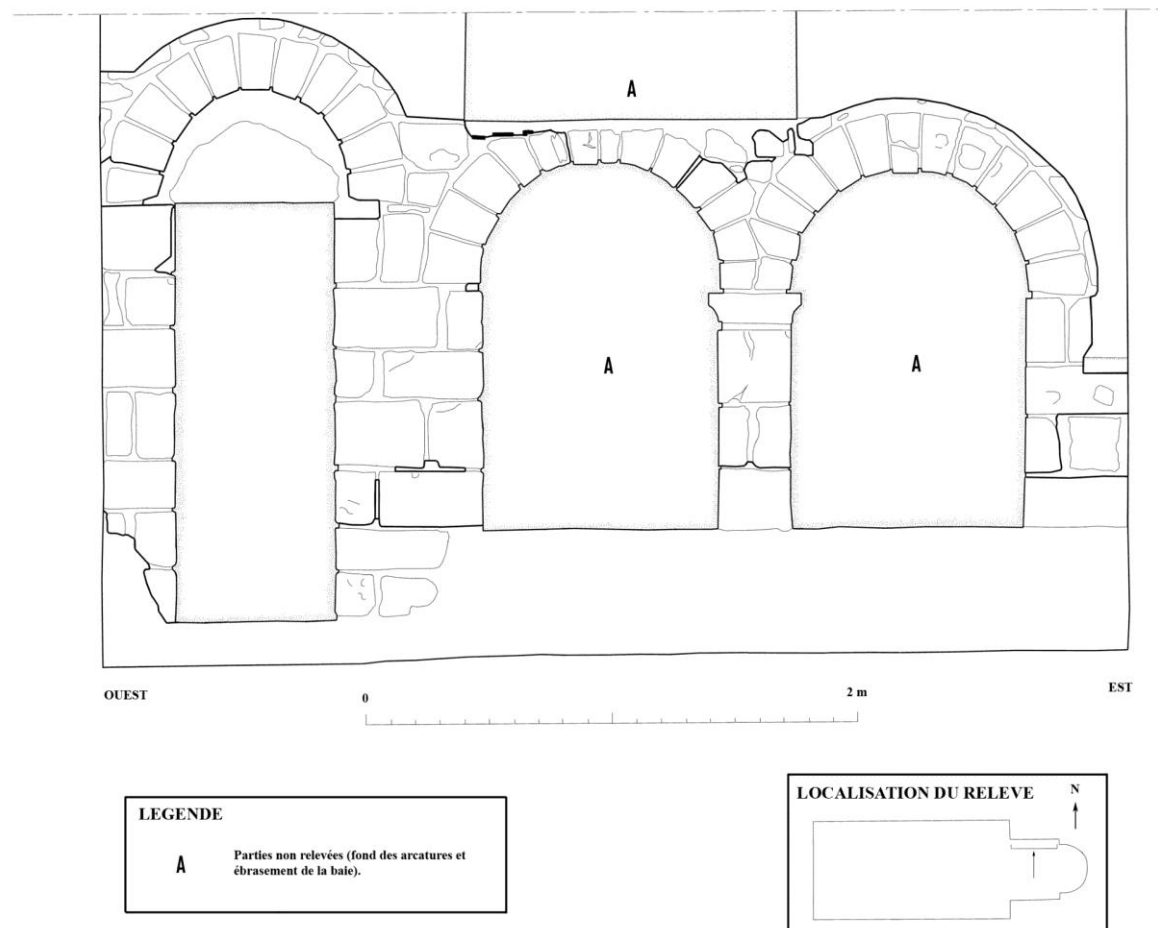 A
A
A
OUEST
EST
0
2 m
LEGENDE
A
Parties non relevées (fond des arcatures et
ébrasement de la baie).
LOCALISATION DU RELEVE
N